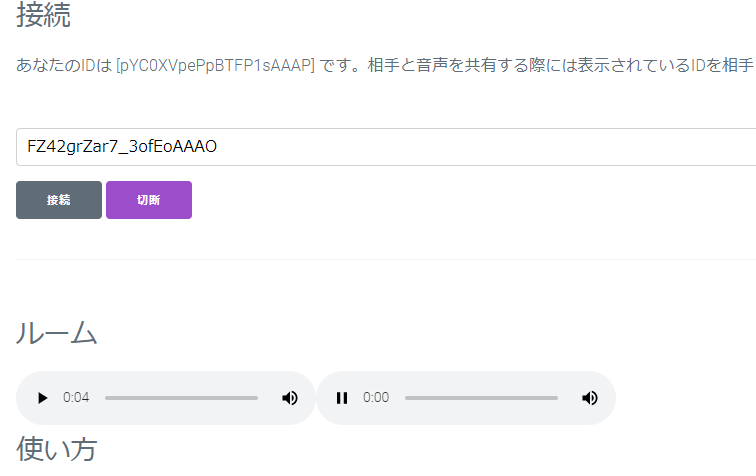 接続
あなたのIDは [pYC0XVpePpBTFP1sAAAP] です。相手と音声を共有する際には表示されているIDを相手
FZ42grZar7_3ofEoAAAO
接続 切断
ルーム
0:04 0:00
使い方